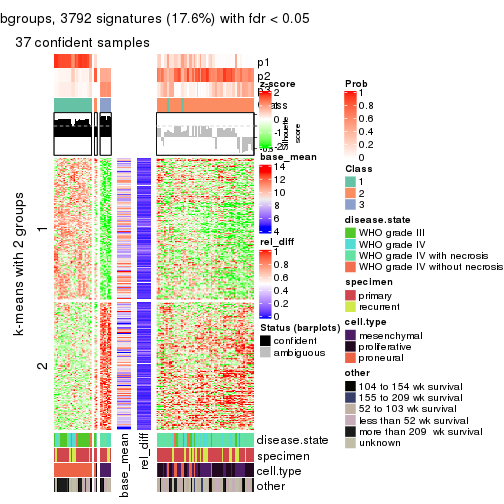 bgroups, 3792 signatures (17.6%) with fdr < 0.05
37 confident samples
p1
p2
p3
z-score
2
silhouette
score
-2
base_mean
14
12
10
8
6
4
rel_diff
1
0.8
0.6
0.4
0.2
0
Status (barplots)
confident
ambiguous
k-means with 2 groups
1
2
base_mean
rel_diff
disease.state
specimen
cell.type
other
Prob
1
0.8
0.6
0.4
0.2
0
Class
1
2
3
disease.state
WHO grade III
WHO grade IV
WHO grade IV with necrosis
WHO grade IV without necrosis
specimen
primary
recurrent
cell.type
mesenchymal
proliferative
proneural
other
104 to 154 wk survival
155 to 209 wk survival
52 to 103 wk survival
less than 52 wk survival
more than 209 wk survival
unknown